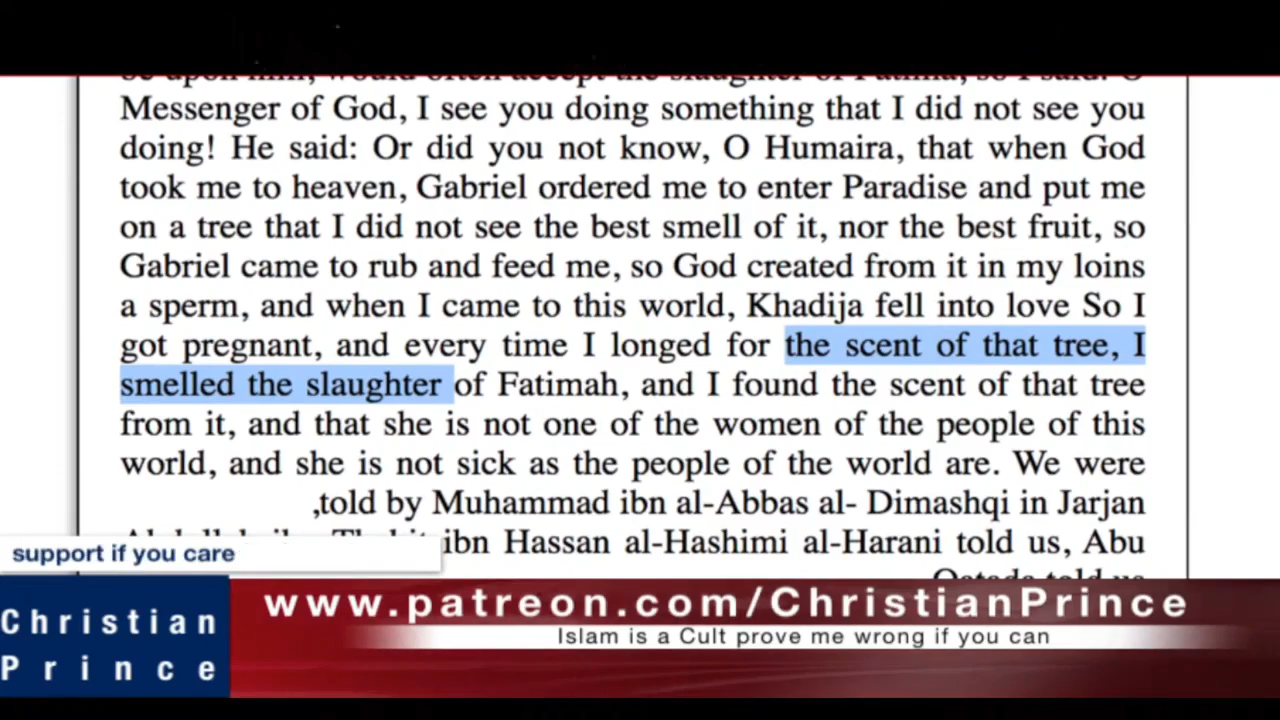 Messenger of God, I see you doing something that I did not see you
doing! He said: Or did you not know, O Humaira, that when God
took me to heaven, Gabriel ordered me to enter Paradise and put me
on a tree that I did not see the best smell of it, nor the best fruit, so
Gabriel came to rub and feed me, so God created from it in my loins
a sperm, and when I came to this world, Khadija fell into love So I
got pregnant, and every time I longed for the scent of that tree, I
smelled the slaughter of Fatimah, and I found the scent of that tree
from it, and that she is not one of the women of the people of this
world, and she is not sick as the people of the world are. We were
,told by Muhammad ibn al-Abbas al- Dimashqi in Jarjan
ibn Hassan al-Hashimi al-Harani told us, Abu
support if you care
Christian
Prince
www.patreon.com/ChristianPrince
Islam is a Cult prove me wrong if you can